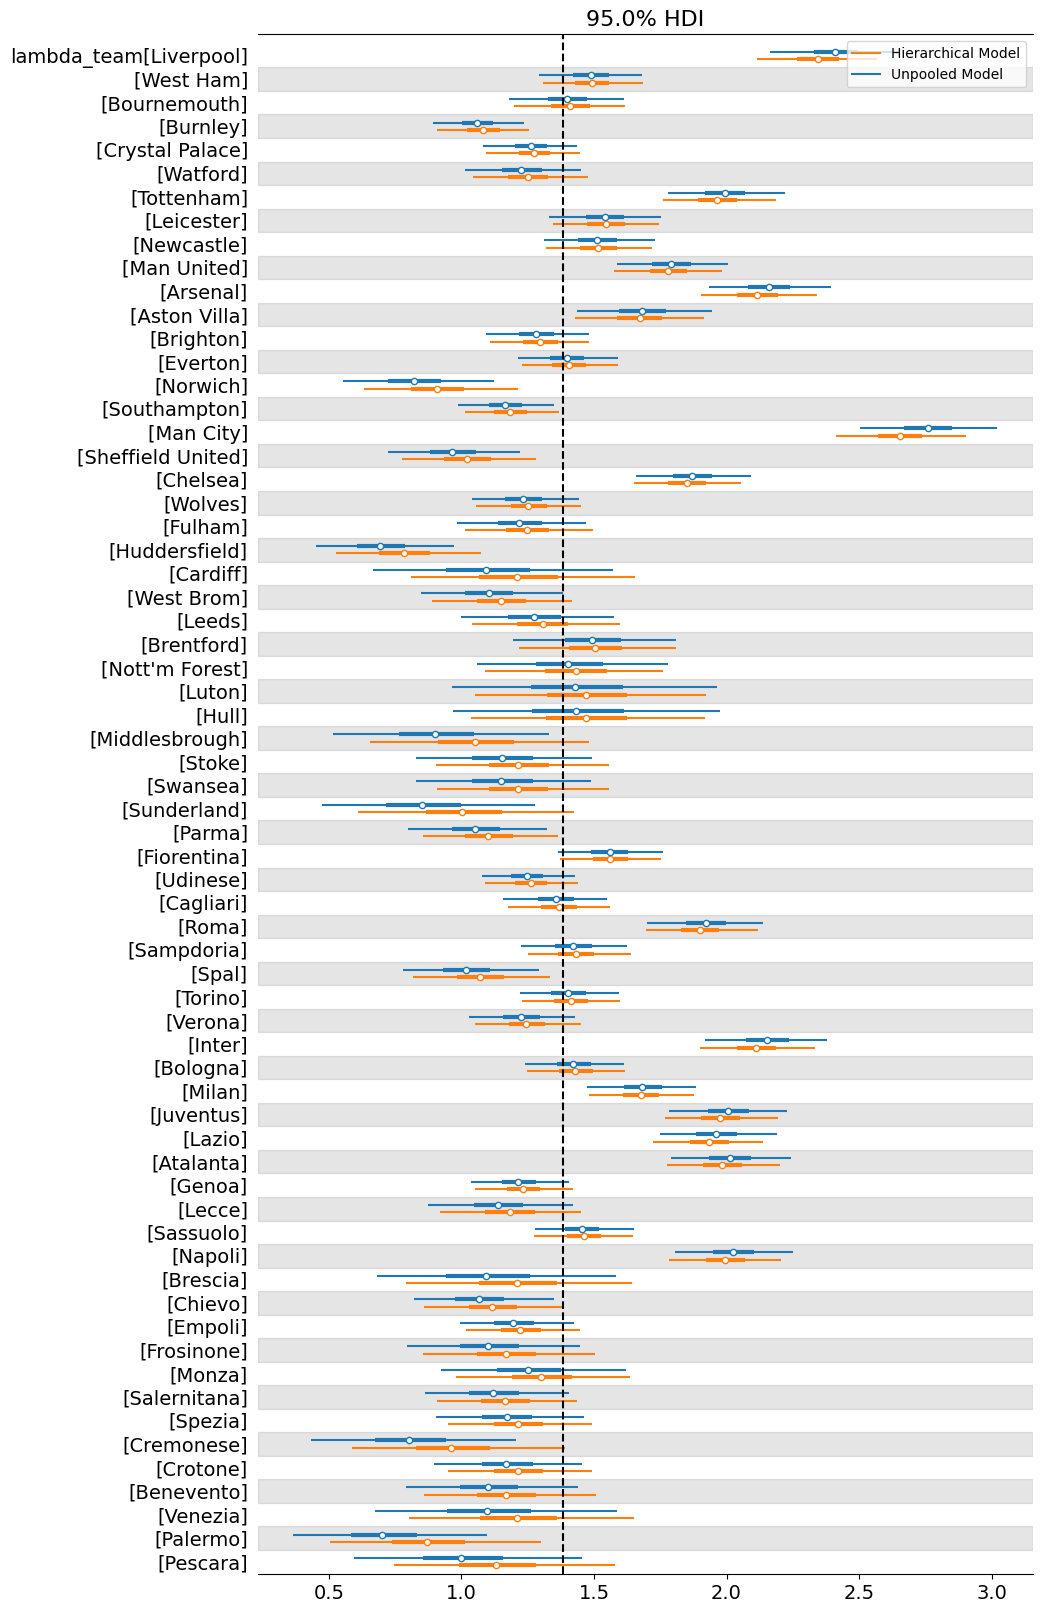 95.0% HDI
lambda_team[Liverpool]
Hierarchical Model
Unpooled Model
[West Ham]
[Bournemouth]
[Burnley]
[Crystal Palace]
[Watford]
[Tottenham]
[Leicester]
[Newcastle]
[Man United]
[Arsenal]
[Aston Villa]
[Brighton]
[Everton]
[Norwich]
[Southampton]
[Man City]
[Sheffield United]
[Chelsea]
[Wolves]
[Fulham]
[Huddersfield]
[Cardiff]
[West Brom]
[Leeds]
[Brentford]
[Nott'm Forest]
[Luton]
[Hull]
[Middlesbrough]
[Stoke]
[Swansea]
[Sunderland]
[Parma]
[Fiorentina]
[Udinese]
[Cagliari]
[Roma]
[Sampdoria]
[Spal]
[Torino]
[Verona]
[Inter]
[Bologna]
[Milan]
[Juventus]
[Lazio]
[Atalanta]
[Genoa]
[Lecce]
[Sassuolo]
[Napoli]
[Brescia]
[Chievo]
[Empoli]
[Frosinone]
[Monza]
[Salernitana]
[Spezia]
[Cremonese]
[Crotone]
[Benevento]
[Venezia]
[Palermo]
[Pescara]
0.5 1.0 1.5 2.0 2.5 3.0